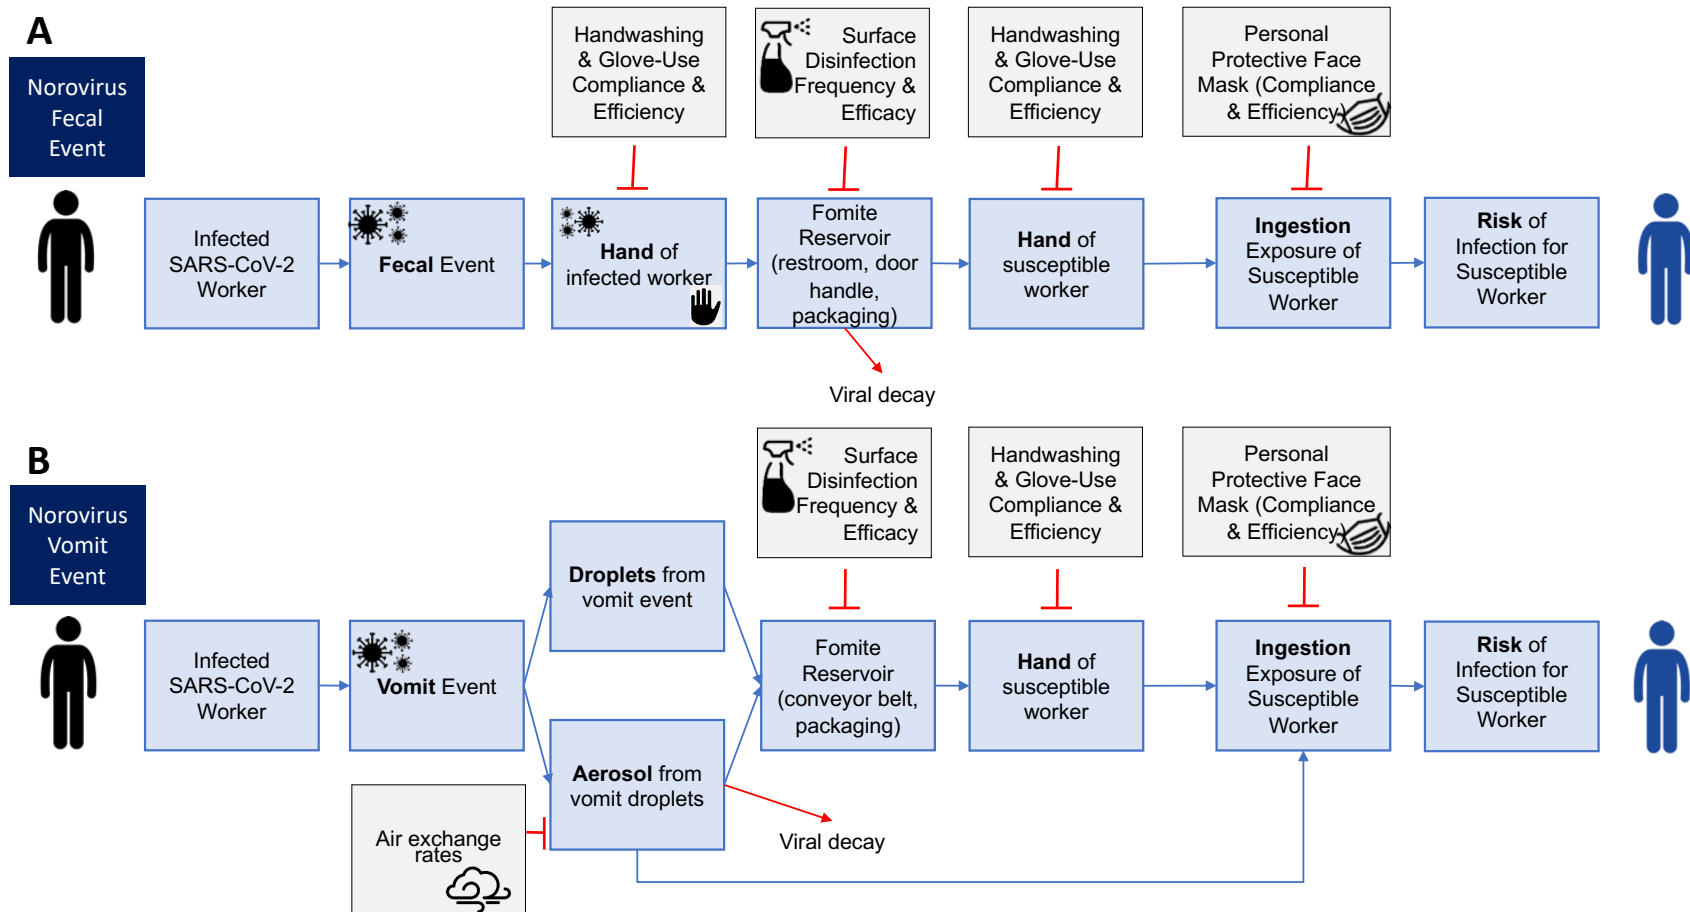 A
Norovirus
Fecal
Event
Handwashing
& Glove-Use
Compliance &
Efficiency
Surface
Disinfection
Frequency &
Efficacy
Handwashing
& Glove-Use
Compliance &
Efficiency
Personal
Protective Face
Mask (Compliance
& Efficiency)
Infected
SARS-CoV-2
Worker
Fecal Event
Hand of
infected worker
Fomite
Reservoir
(restroom, door
handle,
packaging)
Hand of
susceptible
worker
Ingestion
Exposure of
Susceptible
Worker
Risk of
Infection for
Susceptible
Worker
Viral decay
B
Norovirus
Vomit
Event
Surface
Disinfection
Frequency &
Efficacy
Handwashing
& Glove-Use
Compliance &
Efficiency
Personal
Protective Face
Mask (Compliance
& Efficiency)
Infected
SARS-CoV-2
Worker
Vomit Event
Droplets from
vomit event
Aerosol from
vomit droplets
Fomite
Reservoir
(conveyor belt,
packaging)
Hand of
susceptible
worker
Ingestion
Exposure of
Susceptible
Worker
Risk of
Infection for
Susceptible
Worker
Air exchange
rates
Viral decay